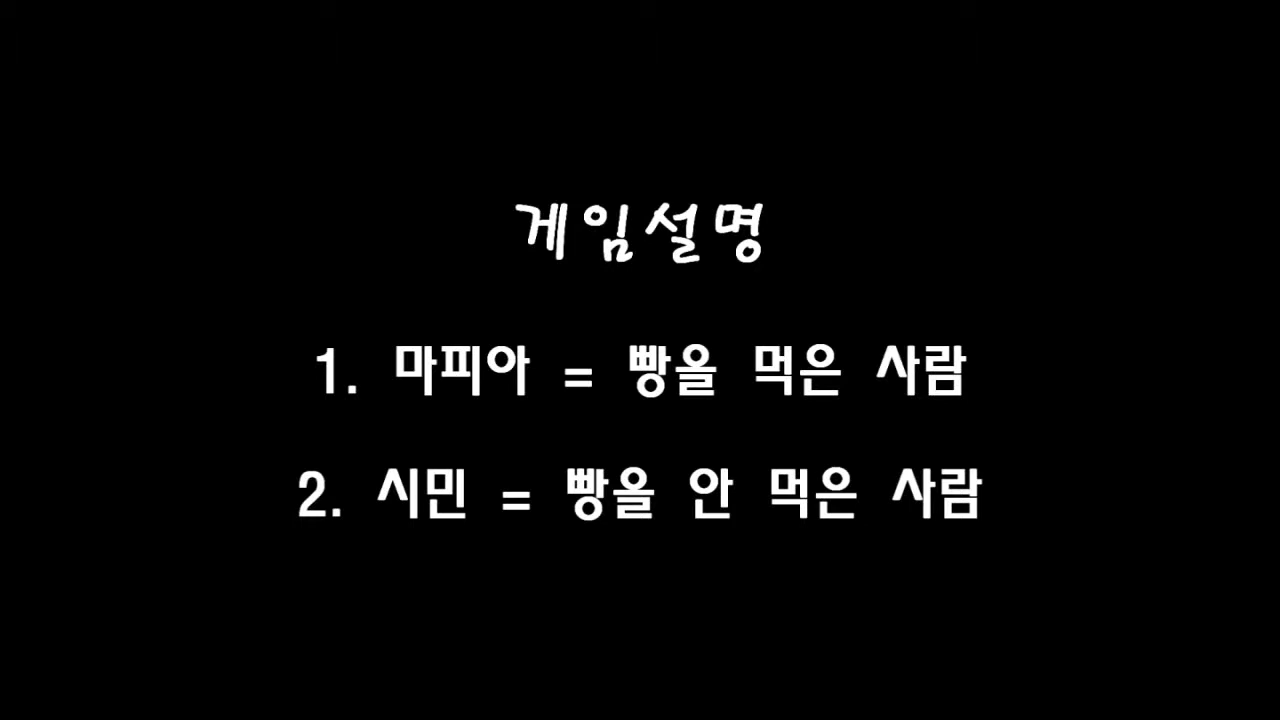 게임설명
1. 마피아 = 빵을 먹은 사람
2. 시민 = 빵을 안 먹은 사람